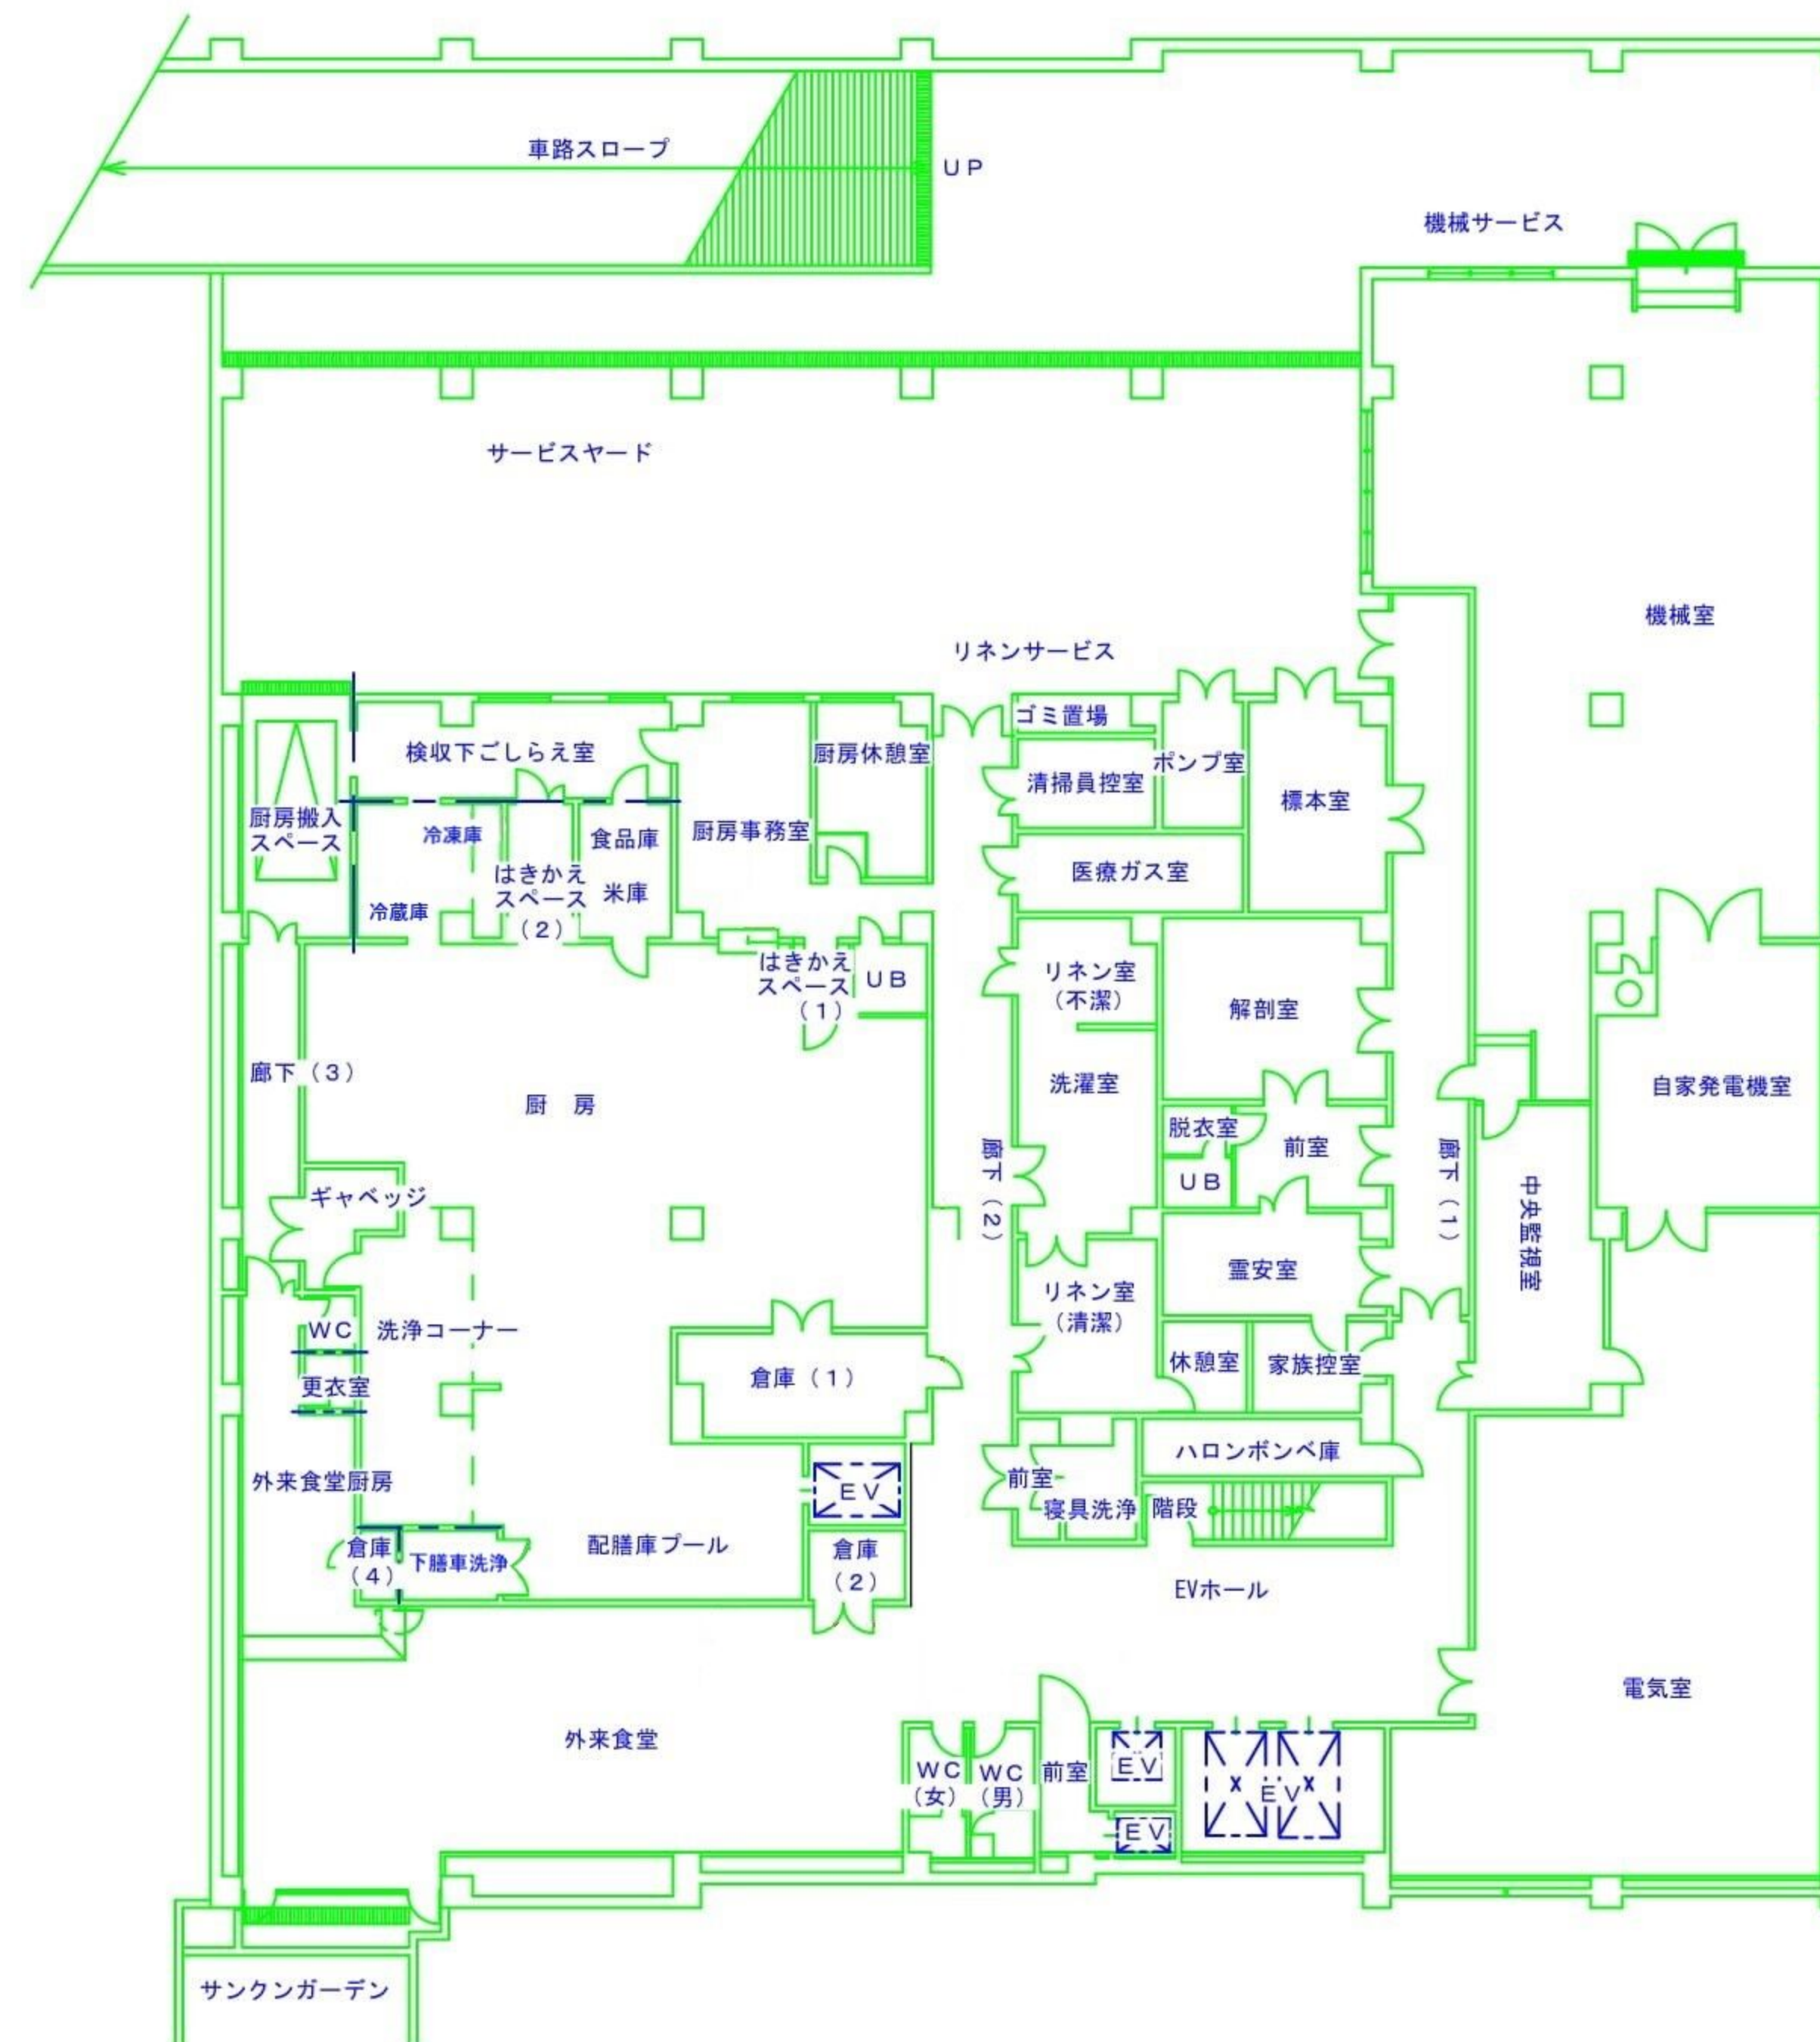 車路スロープ
UP
機械サービス
サービスヤード
機械室
リネンサービス
ゴミ置場
検収下ごしらえ室
厨房休憩室
ポンプ室
清掃員控室
標本室
厨房搬入
スペース
冷凍庫
食品庫
厨房事務室
はきかえ
スペース
(2)
米庫
医療ガス室
冷蔵庫
はきかえ
スペース
(1)
UB
リネン室
(不潔)
解剖室
廊下(3)
厨 房
洗濯室
自家発電機室
脱衣室
前室
UB
廊下(2)
廊下(1)
中央監視室
ギャベッジ
霊安室
リネン室
(清潔)
WC
洗浄コーナー
休憩室
家族控室
更衣室
倉庫(1)
ハロンボンベ庫
外来食堂厨房
EV
前室
寝具洗浄
階段
倉庫
(4)
下膳車洗浄
配膳庫プール
倉庫
(2)
EVホール
電気室
外来食堂
WC
(女)
WC
(男)
前室
EV
EV
EV
サンクンガーデン